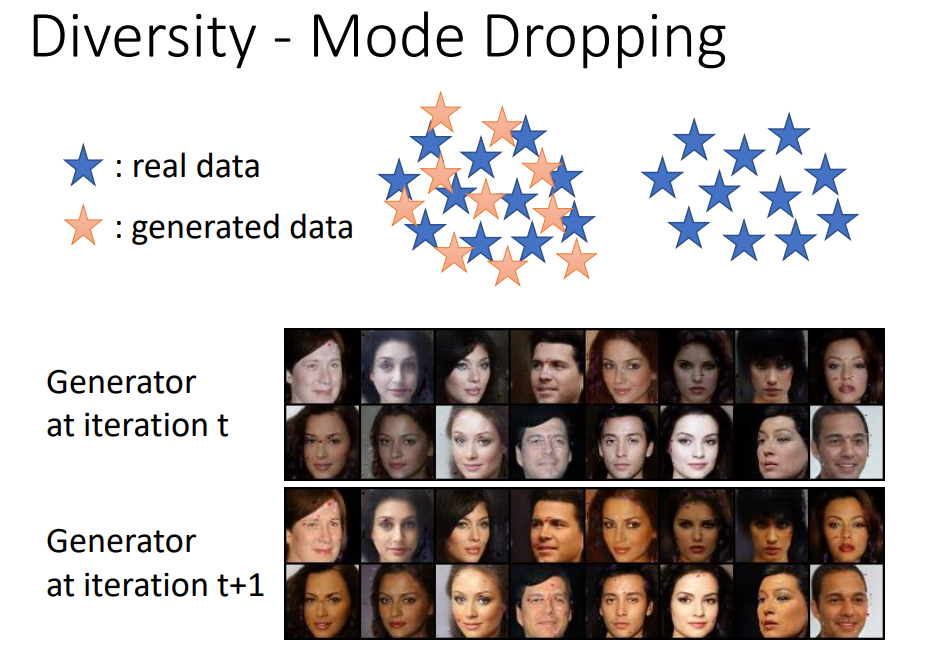 Diversity - Mode Dropping
: real data
: generated data
Generator
at iteration t
Generator
at iteration t+1